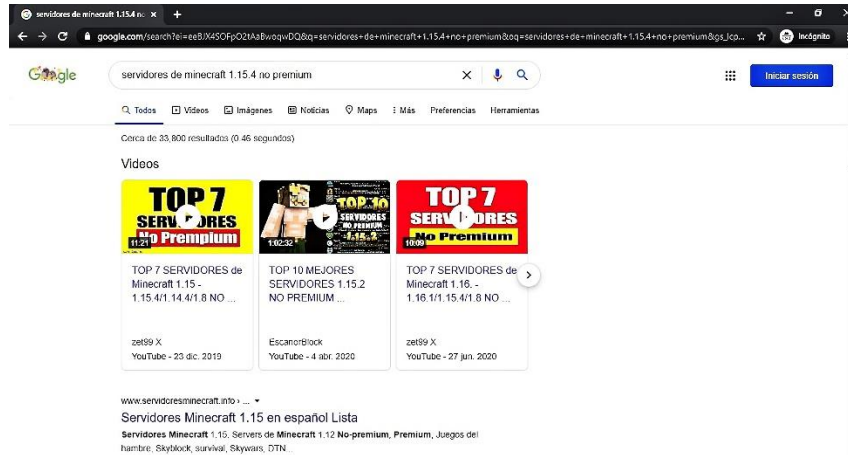 servidores de minecraft 1.15.4 no
google.com/search?ei=eeBJX4SOFpO2tAaBwoqwDQ&q=servidores+de+minecraft+1.15.4+no+premium&oq=servidores+de+minecraft+1.15.4+no+premium&gs_lcp... Incógnito
Google
servidores de minecraft 1.15.4 no premium
Iniciar sesión
Todos Videos Imágenes Noticias Maps Más Preferencias Herramientas
Cerca de 33,800 resultados (0.46 segundos)
Videos
TOP 7
SERVIDORES
No Prempium
11:21
TOP 10
SERVIDORES
NO PREMIUM
1.15.2
1:02:32
TOP 7
SERVIDORES
No Premium
10:09
TOP 7 SERVIDORES de
Minecraft 1.15 -
1.15.4/1.14.4/1.8 NO ...
zet99 X
YouTube - 23 dic. 2019
TOP 10 MEJORES
SERVIDORES 1.15.2
NO PREMIUM ...
EscanorBlock
YouTube - 4 abr. 2020
TOP 7 SERVIDORES de
Minecraft 1.16. -
1.16.1/1.15.4/1.8 NO ...
zet99 X
YouTube - 27 jun. 2020
www.servidoresminecraft.info › ...
Servidores Minecraft 1.15 en español Lista
Servidores Minecraft 1.15. Servers de Minecraft 1.12 No-premium, Premium, Juegos del
hambre, Skyblock, survival, Skywars, DTN...